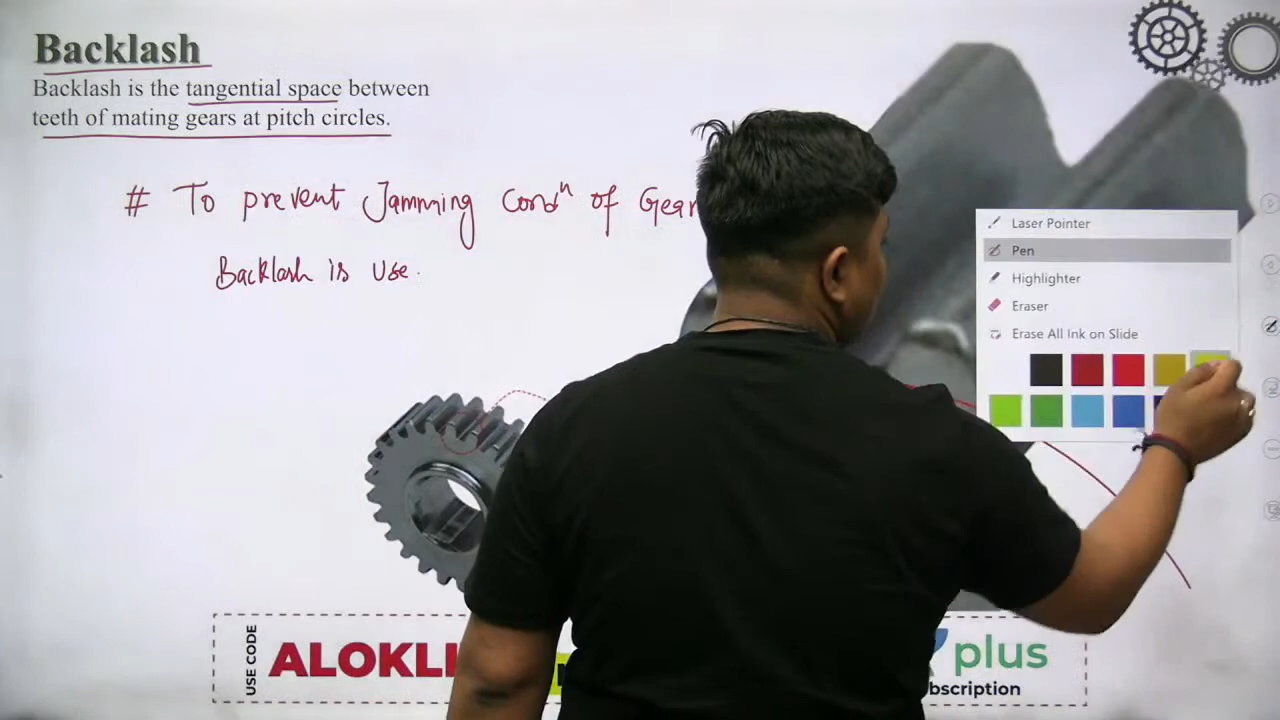 Backlash
Backlash is the tangential space between
teeth of mating gears at pitch circles.
# To prevent Jamming Condⁿ of Gear
Backlash is use.
Laser Pointer
Pen
Highlighter
Eraser
Erase All Ink on Slide
USE CODE
ALOKLI
plus
bscription